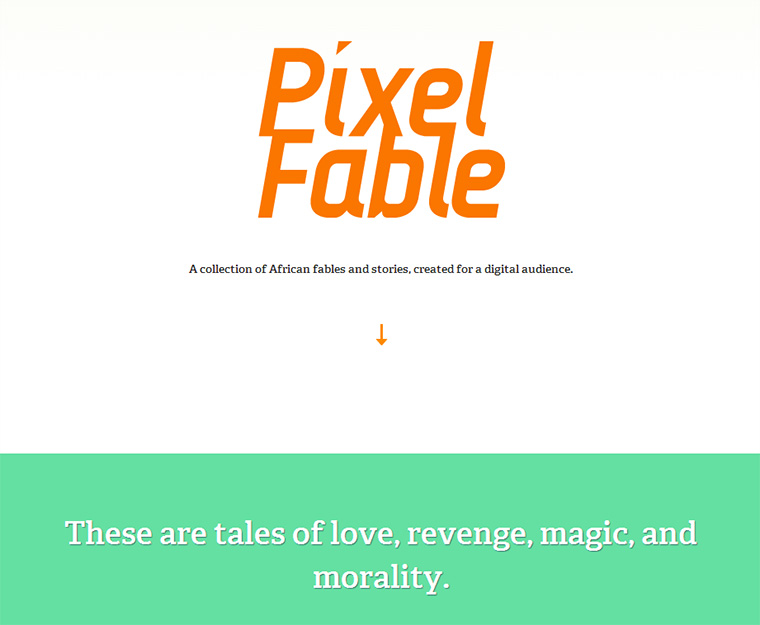 Pixel
Fable
A collection of African fables and stories, created for a digital audience.
These are tales of love, revenge, magic, and
morality.